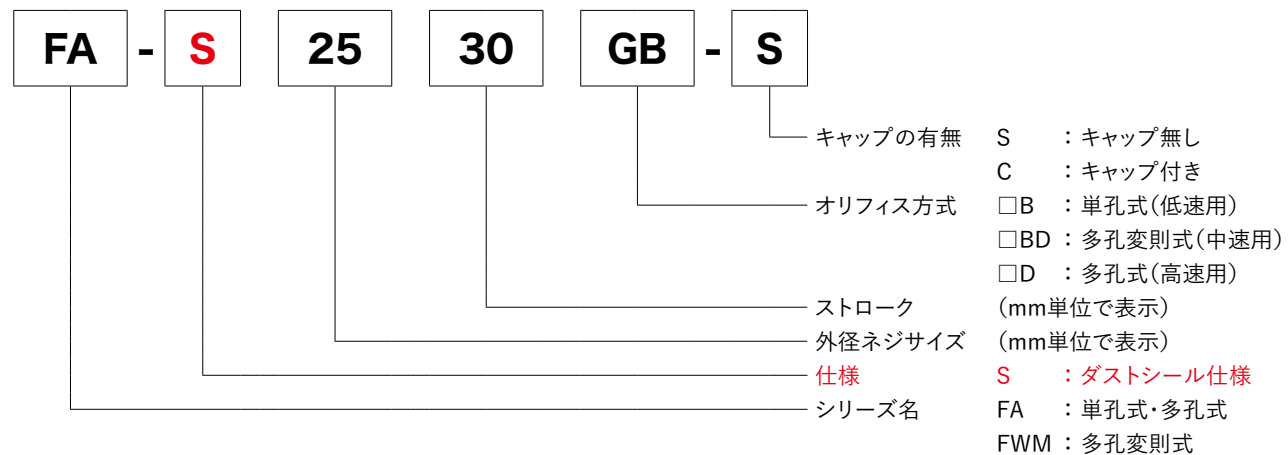 FA - S 25 30 GB - S
キャップの有無 S :キャップ無し
C :キャップ付き
オリフィス方式 □B :単孔式(低速用)
□BD :多孔変則式(中速用)
□D :多孔式(高速用)
ストローク (mm単位で表示)
外径ネジサイズ (mm単位で表示)
仕様 S :ダストシール仕様
シリーズ名 FA :単孔式・多孔式
FWM :多孔変則式